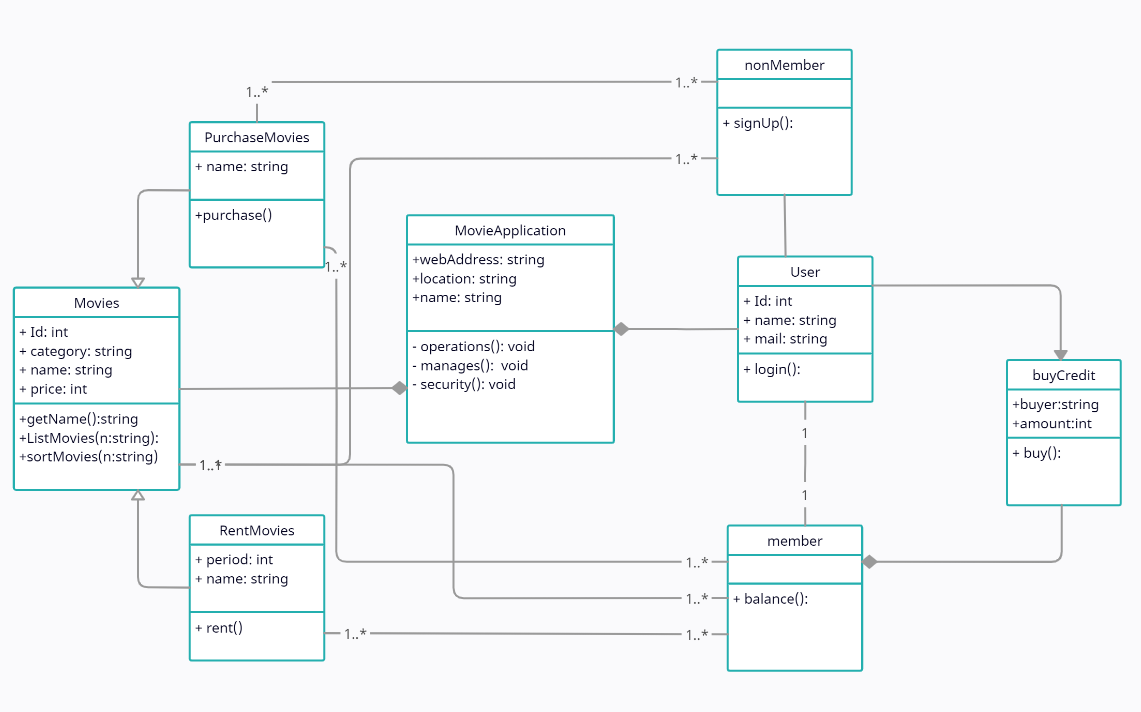 nonMember
+ signUp():
1..*
1..*
PurchaseMovies
+ name: string
+purchase()
1..*
1..*
MovieApplication
+webAddress: string
+location: string
+name: string
- operations(): void
- manages():  void
- security(): void
User
+ Id: int
+ name: string
+ mail: string
+ login():
Movies
+ Id: int
+ category: string
+ name: string
+ price: int
+getName():string
+ListMovies(n:string):
+sortMovies(n:string)
1..*
buyCredit
+buyer:string
+amount:int
+ buy():
1
1
RentMovies
+ period: int
+ name: string
+ rent()
1..*
member
+ balance():
1..*
1..*
1..*